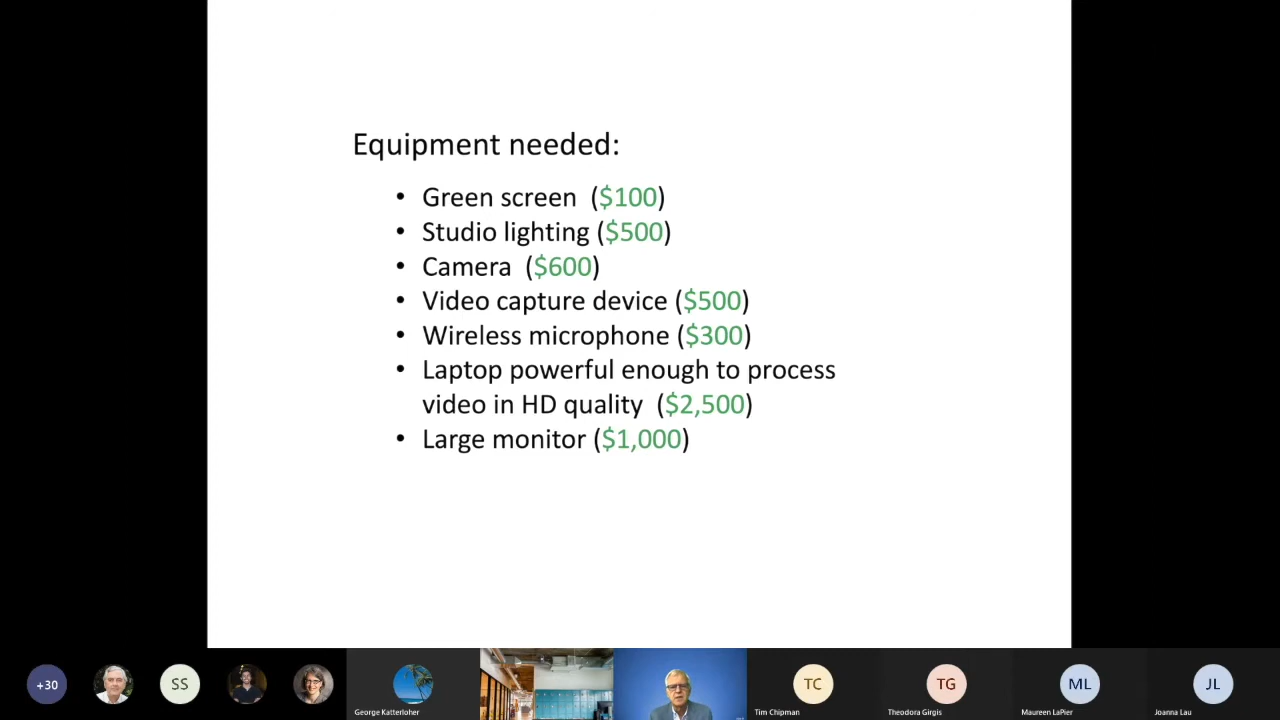 Equipment needed:
• Green screen ($100)
• Studio lighting ($500)
• Camera ($600)
• Video capture device ($500)
• Wireless microphone ($300)
• Laptop powerful enough to process
video in HD quality ($2,500)
• Large monitor ($1,000)
+30
SS
George Katterloher
TC
Tim Chipman
TG
Theodora Girgis
ML
Maureen LaPier
JL
Joanna Lau